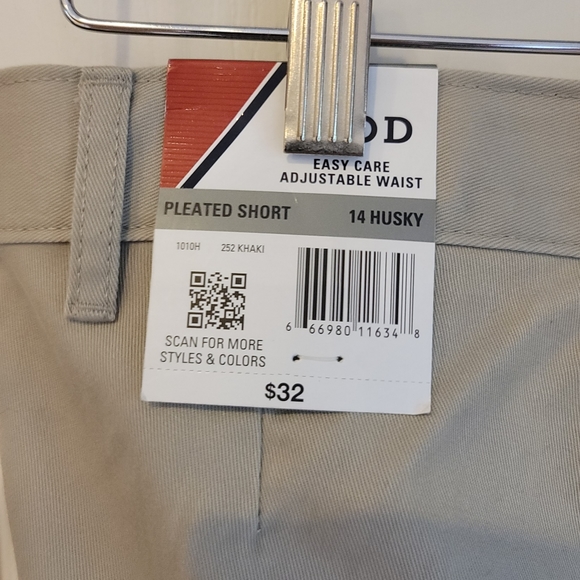 OD
EASY CARE
ADJUSTABLE WAIST
PLEATED SHORT 14 HUSKY
1010H 252 KHAKI
6 66980 11634 8
SCAN FOR MORE
STYLES & COLORS
$32